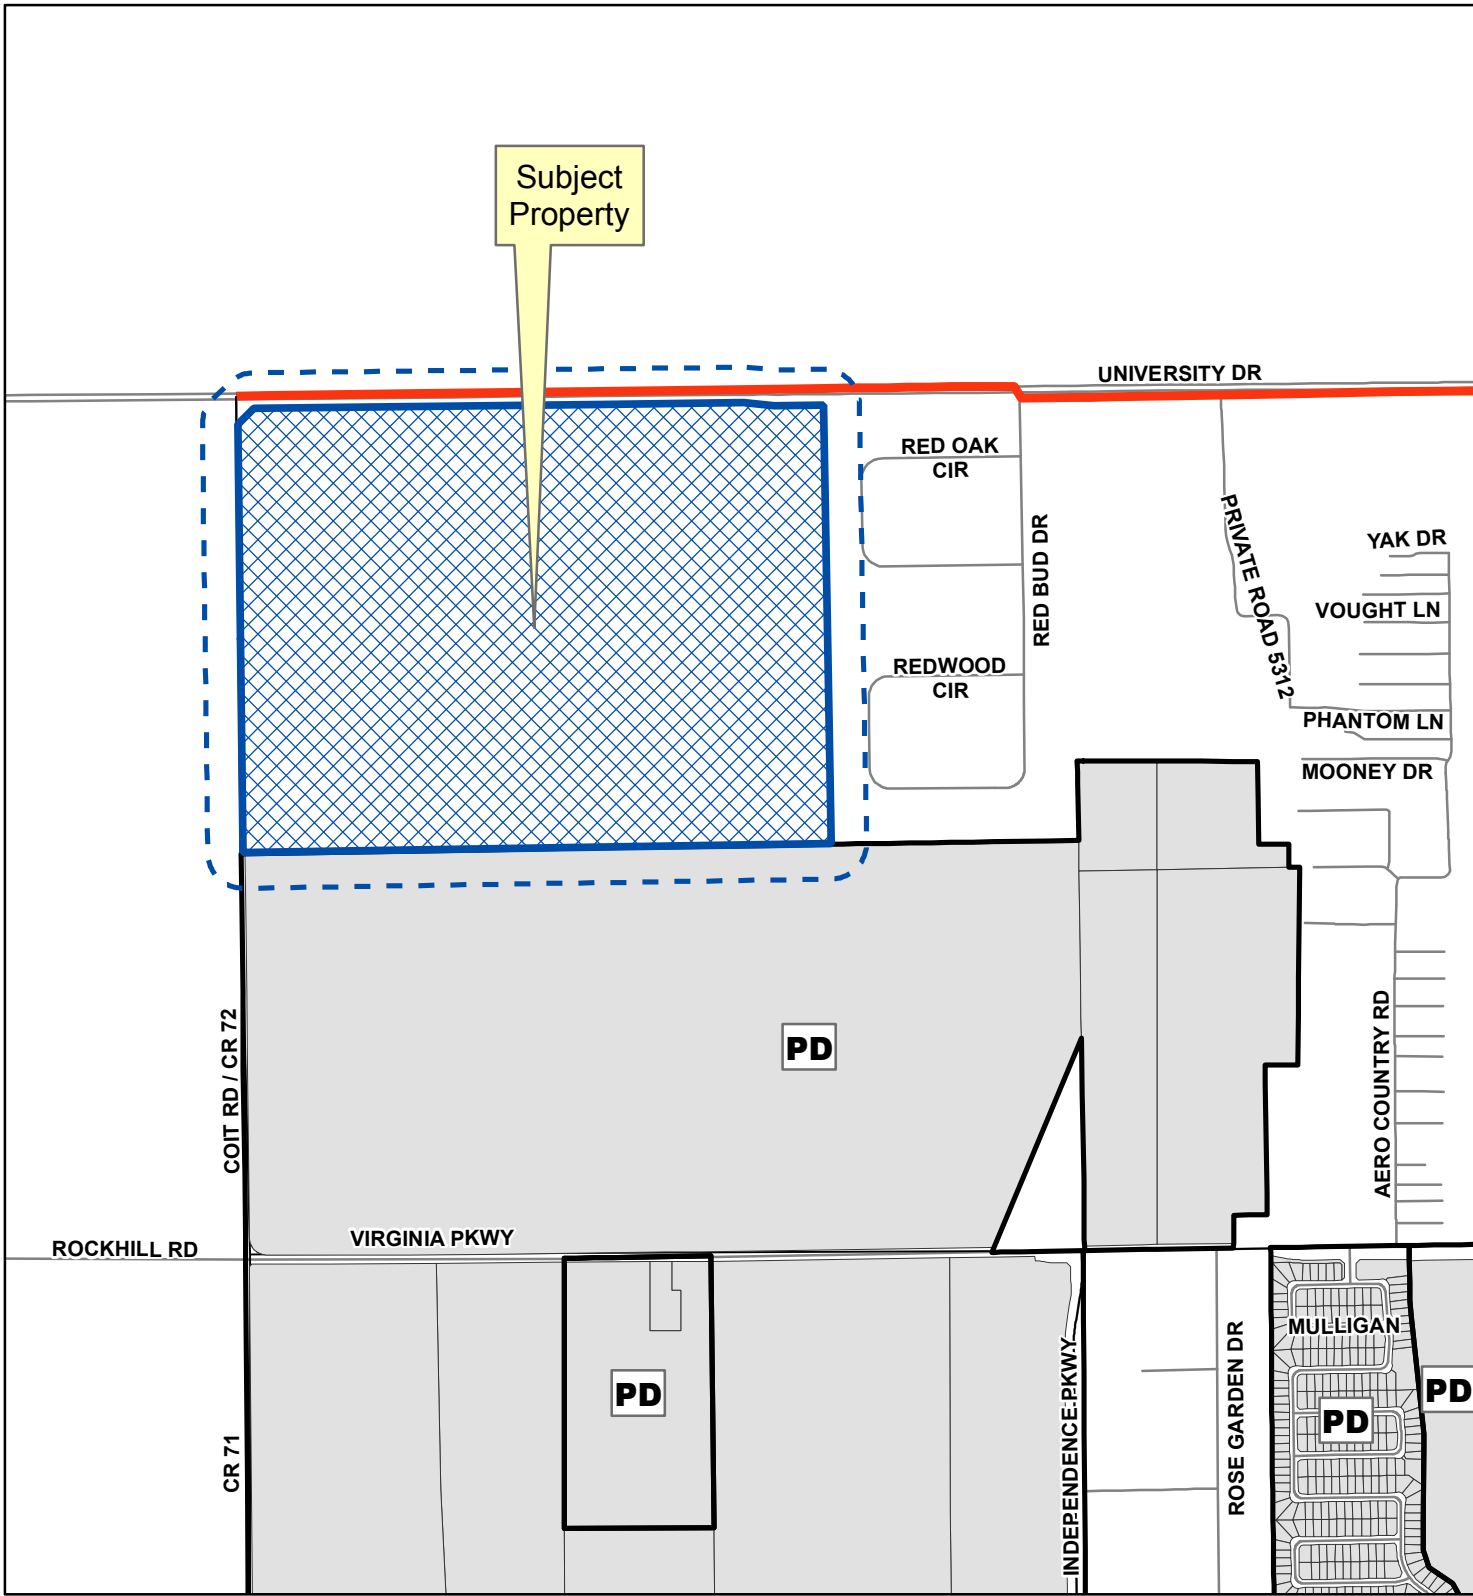 Subject
Property
UNIVERSITY DR
RED OAK
CIR
RED BUD DR
PRIVATE ROAD 5312
YAK DR
VOUGHT LN
REDWOOD
CIR
PHANTOM LN
MOONEY DR
COIT RD / CR 72
PD
AERO COUNTRY RD
ROCKHILL RD
VIRGINIA PKWY
CR 71
PD
INDEPENDENCE PKWY
ROSE GARDEN DR
MULLIGAN
PD
PD